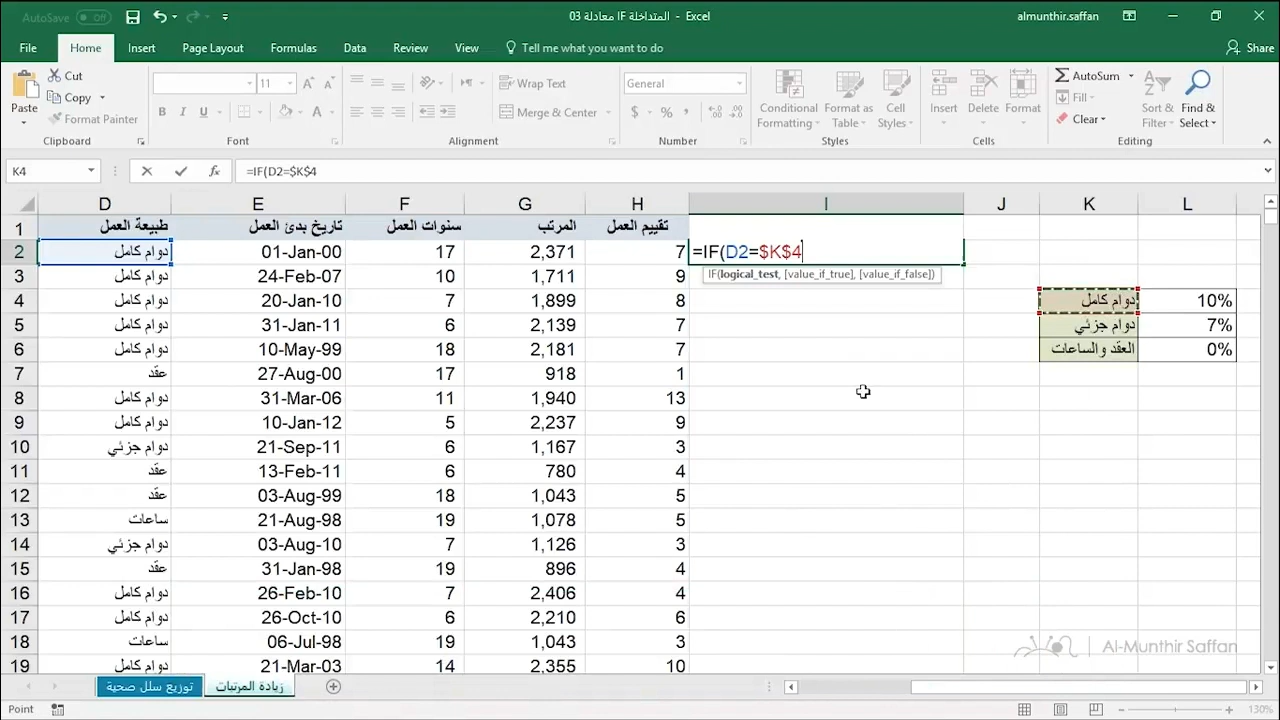 AutoSave Off
المتداخلة IF معادلة 03 - Excel
almunthir.saffan
File Home Insert Page Layout Formulas Data Review View Tell me what you want to do Share
Paste Cut Copy Format Painter
11
Wrap Text
Merge & Center
General
Conditional Formatting Format as Table Cell Styles
Insert Delete Format
AutoSum Fill Clear
Sort & Filter Find & Select
Clipboard Font Alignment Number Styles Cells Editing
K4 =IF(D2=$K$4
D E F G H I J K L
1 طبيعة العمل تاريخ بدئ العمل سنوات العمل المرتب تقييم العمل
2 دوام كامل 01-Jan-00 17 2,371 7 =IF(D2=$K$4
IF(logical_test, [value_if_true], [value_if_false])
3 دوام كامل 24-Feb-07 10 1,711 9
4 دوام كامل 20-Jan-10 7 1,899 8 دوام كامل 10%
5 دوام كامل 31-Jan-11 6 2,139 7 دوام جزئي 7%
6 دوام كامل 10-May-99 18 2,181 7 العقد والساعات 0%
7 عقد 27-Aug-00 17 918 1
8 دوام كامل 31-Mar-06 11 1,940 13
9 دوام كامل 10-Jan-12 5 2,237 9
10 دوام جزئي 21-Sep-11 6 1,167 3
11 عقد 13-Feb-11 6 780 4
12 عقد 03-Aug-99 18 1,043 5
13 ساعات 21-Aug-98 19 1,078 5
14 دوام جزئي 03-Aug-10 7 1,126 3
15 عقد 31-Jan-98 19 896 4
16 دوام كامل 26-Feb-10 7 2,406 4
17 دوام كامل 26-Oct-10 6 2,210 6
18 ساعات 06-Jul-98 19 1,043 3
19 دوام كامل 21-Mar-03 14 2,355 10
Al-Munthir Saffan
توزيع سلل صحية زيادة المرتبات
Point 130%